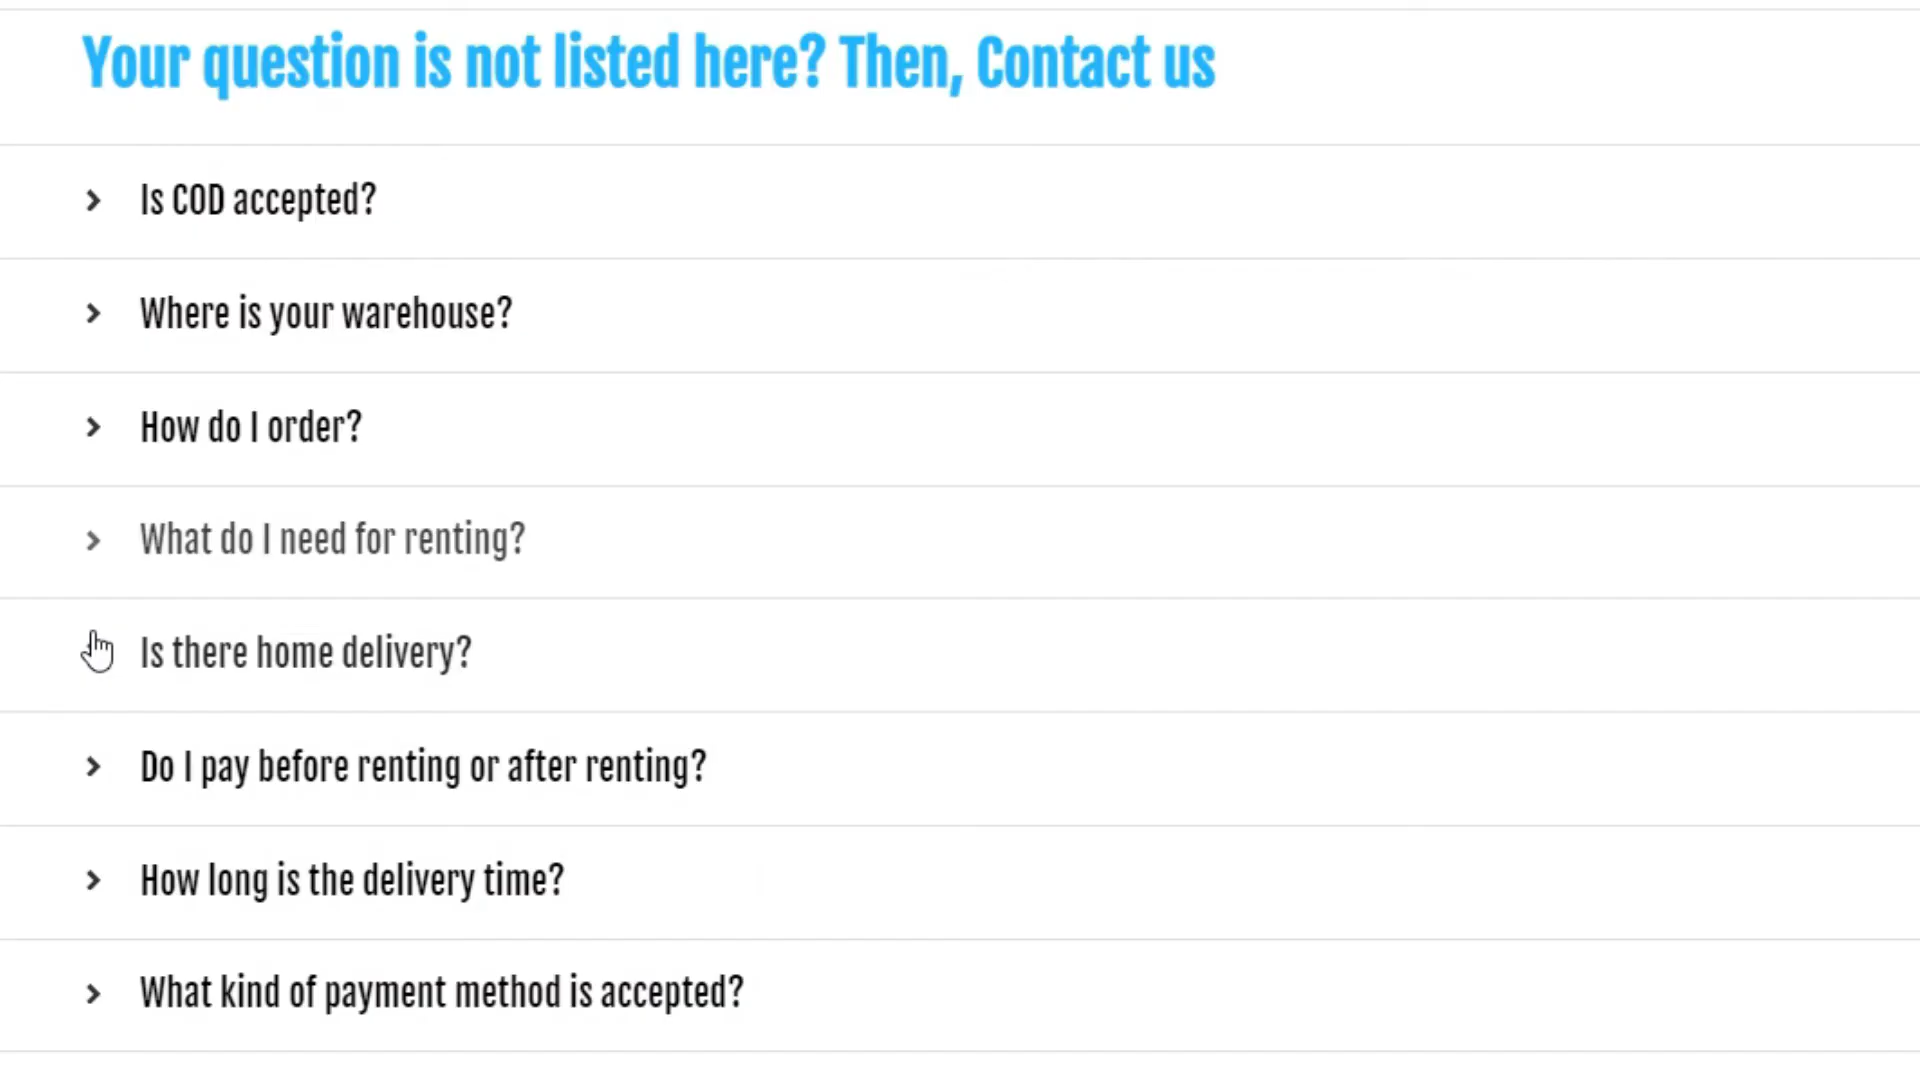 Your question is not listed here? Then, Contact us
Is COD accepted?
Where is your warehouse?
How do I order?
What do I need for renting?
Is there home delivery?
Do I pay before renting or after renting?
How long is the delivery time?
What kind of payment method is accepted?